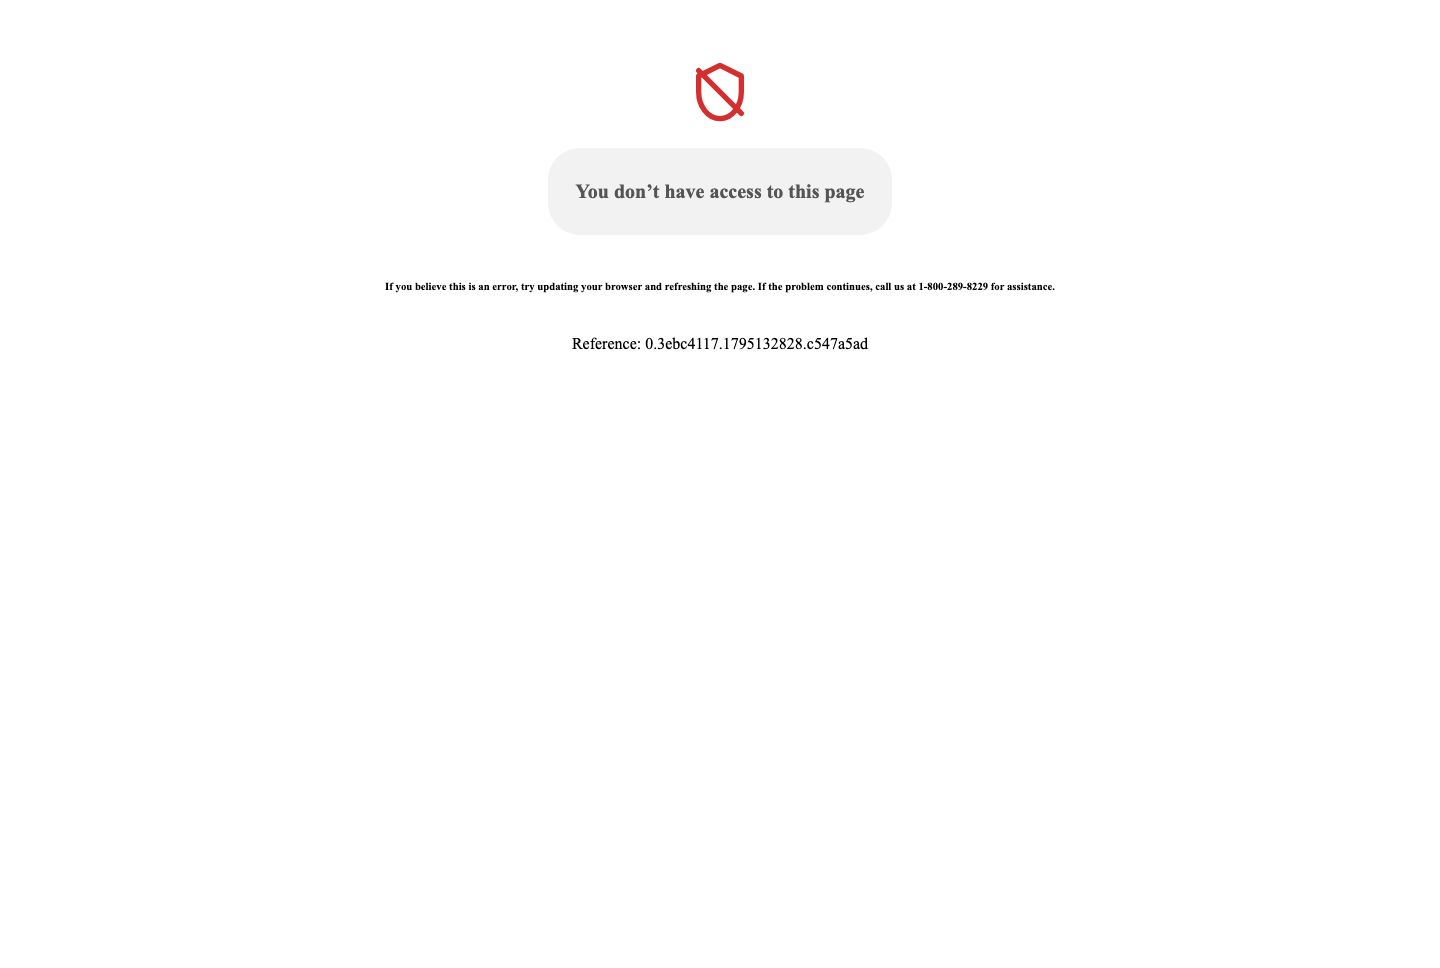 You don’t have access to this page
If you believe this is an error, try updating your browser and refreshing the page. If the problem continues, call us at 1-800-289-8229 for assistance.
Reference: 0.3ebc4117.1795132828.c547a5ad